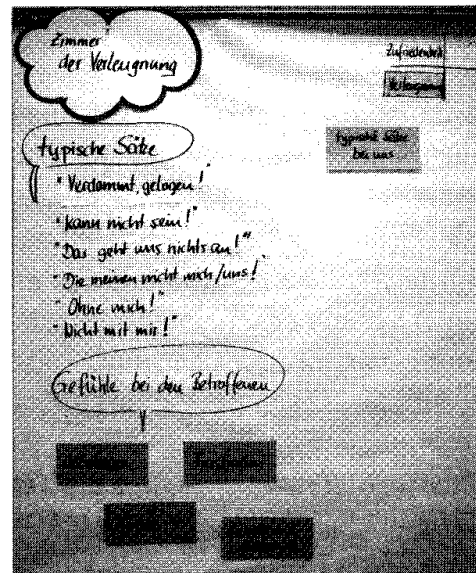 Zimmer
der Verleugnung
Zufriedenheit
Verleugnung
typische Sätze
bei uns
typische Sätze
"Verdammt, gelogen!"
"Kann nicht sein!"
"Das geht uns nichts an!"
"Die meinen nicht mich/uns!"
"Ohne mich!"
"Nicht mit mir!"
Gefühle bei den Betroffenen